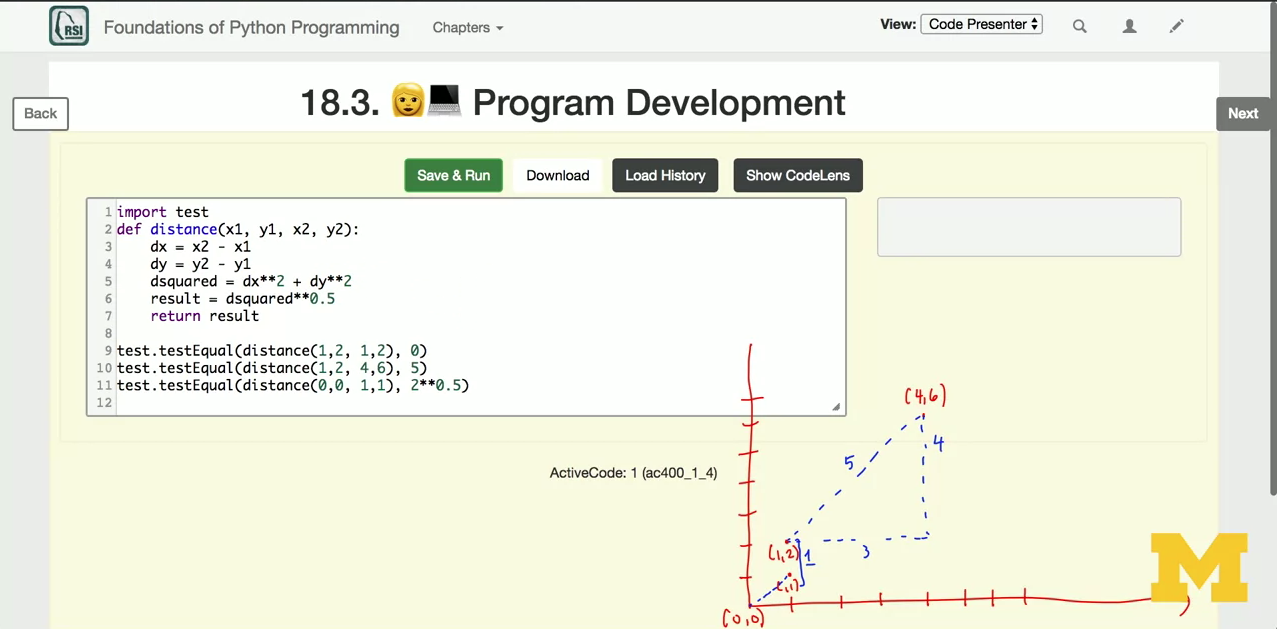 RSI Foundations of Python Programming Chapters View: Code Presenter
18.3. Program Development
Back
Next
Save & Run Download Load History Show CodeLens
1 import test
2 def distance(x1, y1, x2, y2):
3 dx = x2 - x1
4 dy = y2 - y1
5 dsquared = dx**2 + dy**2
6 result = dsquared**0.5
7 return result
8
9 test.testEqual(distance(1,2, 1,2), 0)
10 test.testEqual(distance(1,2, 4,6), 5)
11 test.testEqual(distance(0,0, 1,1), 2**0.5)
12
(4,6)
4
5
ActiveCode: 1 (ac400_1_4)
(1,2) 1 3
(1,1)
(0,0)
M